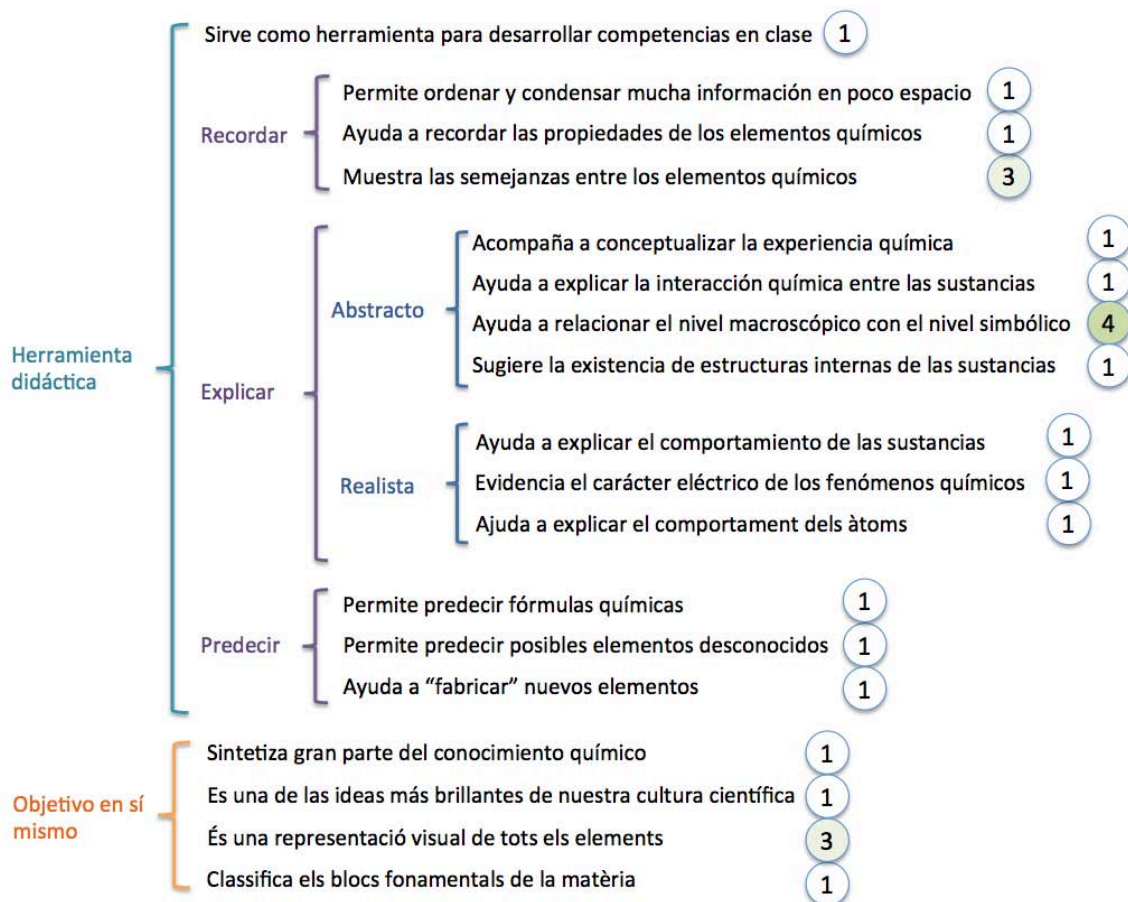 Sirve como herramienta para desarrollar competencias en clase 1
Permite ordenar y condensar mucha información en poco espacio 1
Recordar
Ayuda a recordar las propiedades de los elementos químicos 1
Muestra las semejanzas entre los elementos químicos 3
Acompaña a conceptualizar la experiencia química 1
Ayuda a explicar la interacción química entre las sustancias 1
Abstracto
Ayuda a relacionar el nivel macroscópico con el nivel simbólico 4
Sugiere la existencia de estructuras internas de las sustancias 1
Herramienta
didáctica
Explicar
Ayuda a explicar el comportamiento de las sustancias 1
Realista
Evidencia el carácter eléctrico de los fenómenos químicos 1
Ajuda a explicar el comportament dels àtoms 1
Permite predecir fórmulas químicas 1
Predecir
Permite predecir posibles elementos desconocidos 1
Ayuda a “fabricar” nuevos elementos 1
Sintetiza gran parte del conocimiento químico 1
Es una de las ideas más brillantes de nuestra cultura científica 1
Objetivo en sí
mismo
És una representació visual de tots els elements 3
Classifica els blocs fonamentals de la matèria 1